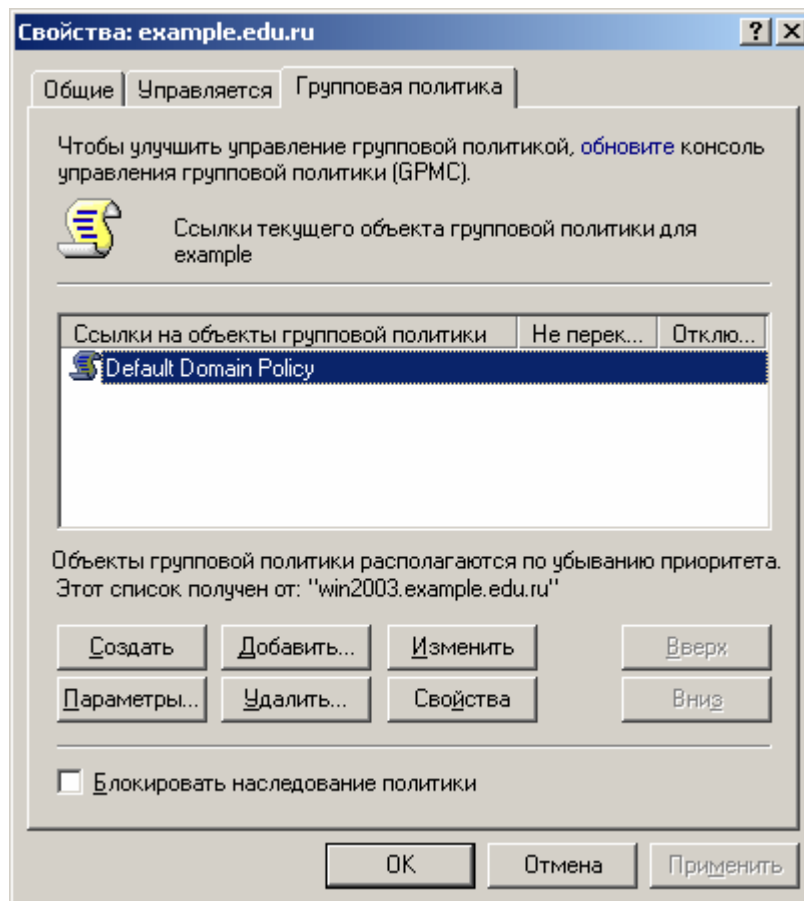 Свойства: example.edu.ru
Общие Управляется Групповая политика
Чтобы улучшить управление групповой политикой, обновите консоль
управления групповой политики (GPMC).
Ссылки текущего объекта групповой политики для
example
Ссылки на объекты групповой политики Не перек... Отклю...
Default Domain Policy
Объекты групповой политики располагаются по убыванию приоритета.
Этот список получен от: "win2003.example.edu.ru"
Создать Добавить... Изменить Вверх
Параметры... Удалить... Свойства Вниз
Блокировать наследование политики
OK Отмена Применить